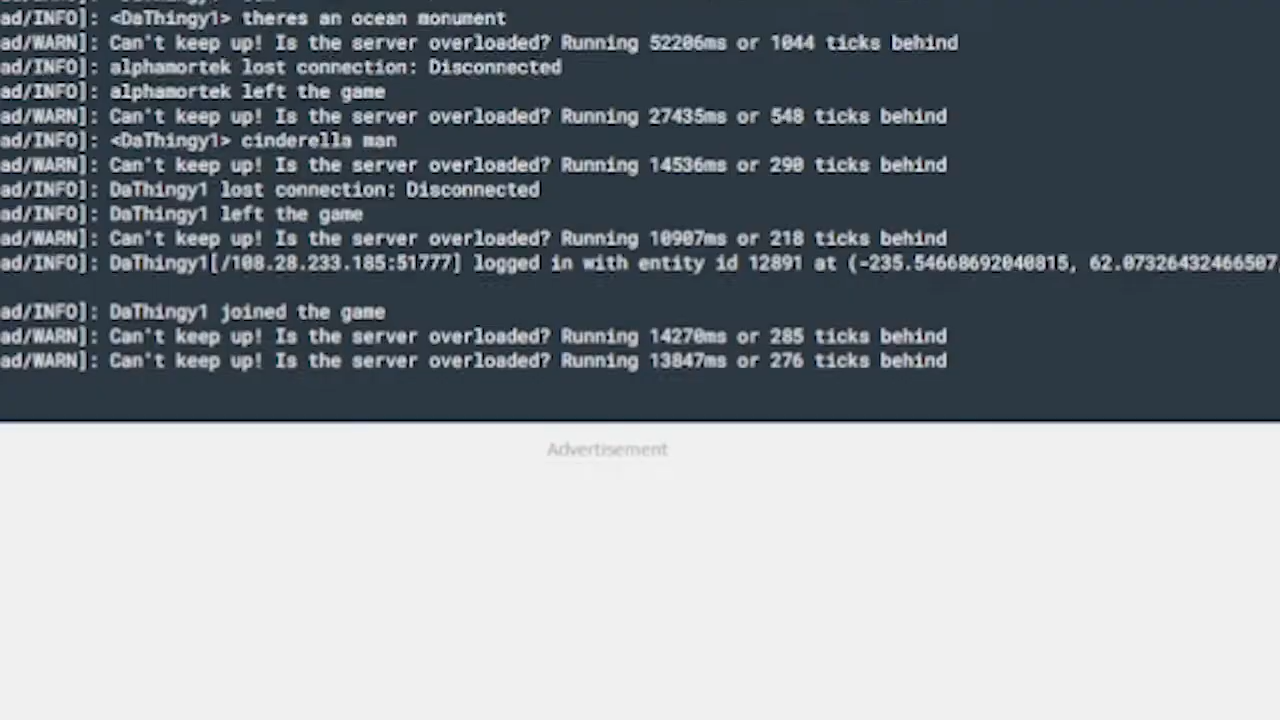 ad/INFO]: <DaThingy1> theres an ocean monument
ad/WARN]: Can't keep up! Is the server overloaded? Running 52206ms or 1044 ticks behind
ad/INFO]: alphamortek lost connection: Disconnected
ad/INFO]: alphamortek left the game
ad/WARN]: Can't keep up! Is the server overloaded? Running 27435ms or 548 ticks behind
ad/INFO]: <DaThingy1> cinderella man
ad/WARN]: Can't keep up! Is the server overloaded? Running 14536ms or 290 ticks behind
ad/INFO]: DaThingy1 lost connection: Disconnected
ad/INFO]: DaThingy1 left the game
ad/WARN]: Can't keep up! Is the server overloaded? Running 10907ms or 218 ticks behind
ad/INFO]: DaThingy1[/108.28.233.185:51777] logged in with entity id 12891 at (-235.54668692040815, 62.07326432466507,
ad/INFO]: DaThingy1 joined the game
ad/WARN]: Can't keep up! Is the server overloaded? Running 14270ms or 285 ticks behind
ad/WARN]: Can't keep up! Is the server overloaded? Running 13847ms or 276 ticks behind
Advertisement